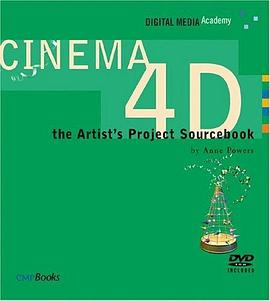 DIGITAL MEDIA Academy
CINEMA
4D
the Artist's Project Sourcebook
by Anne Powers
DVD
INCLUDED
CMPBooks